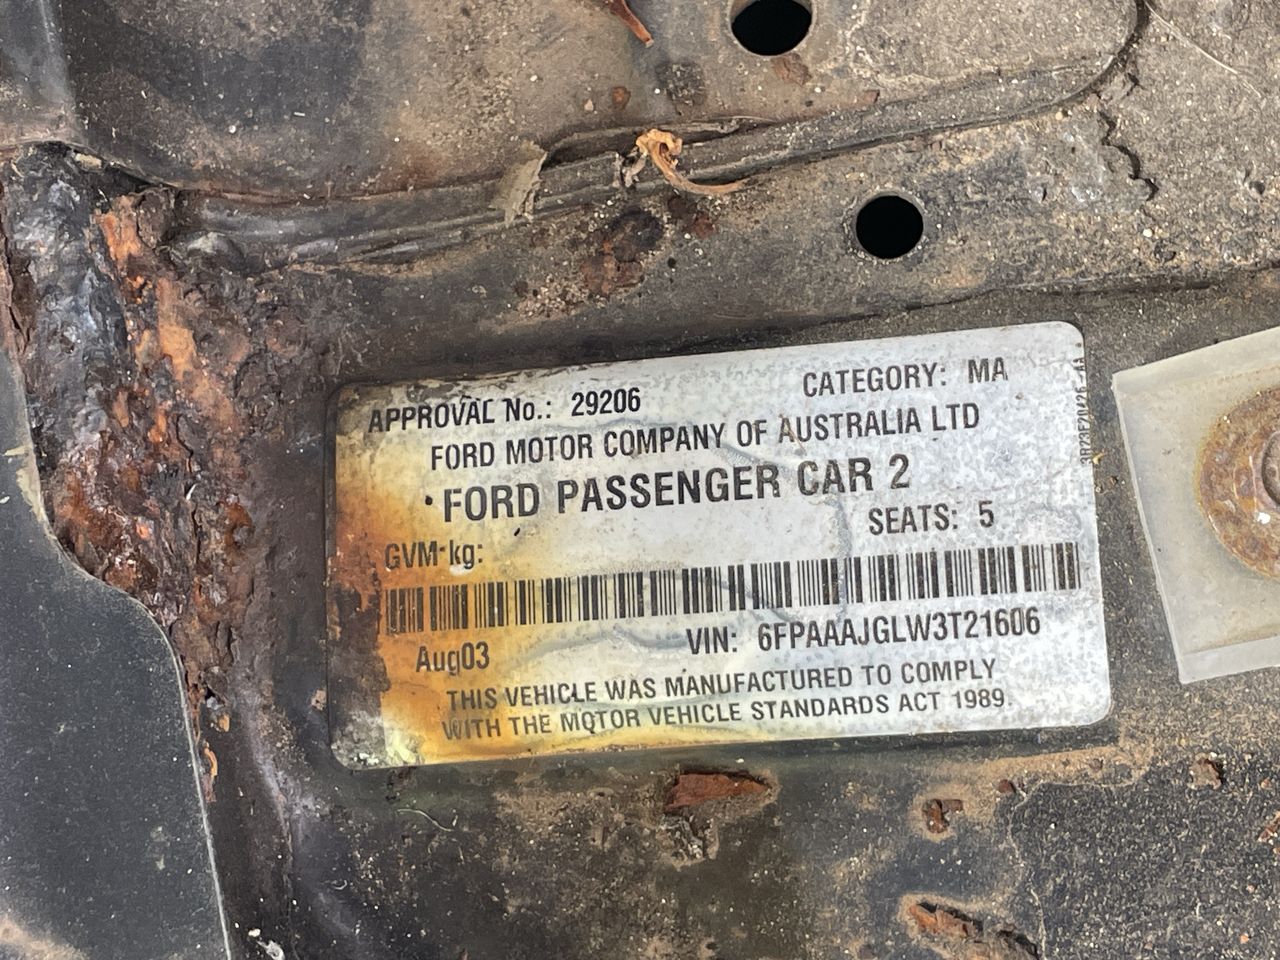 APPROVAL No.: 29206 CATEGORY: MA
FORD MOTOR COMPANY OF AUSTRALIA LTD
FORD PASSENGER CAR 2
SEATS: 5
GVM-kg:
Aug03 VIN: 6FPAAAJGLW3T21606
THIS VEHICLE WAS MANUFACTURED TO COMPLY
WITH THE MOTOR VEHICLE STANDARDS ACT 1989.